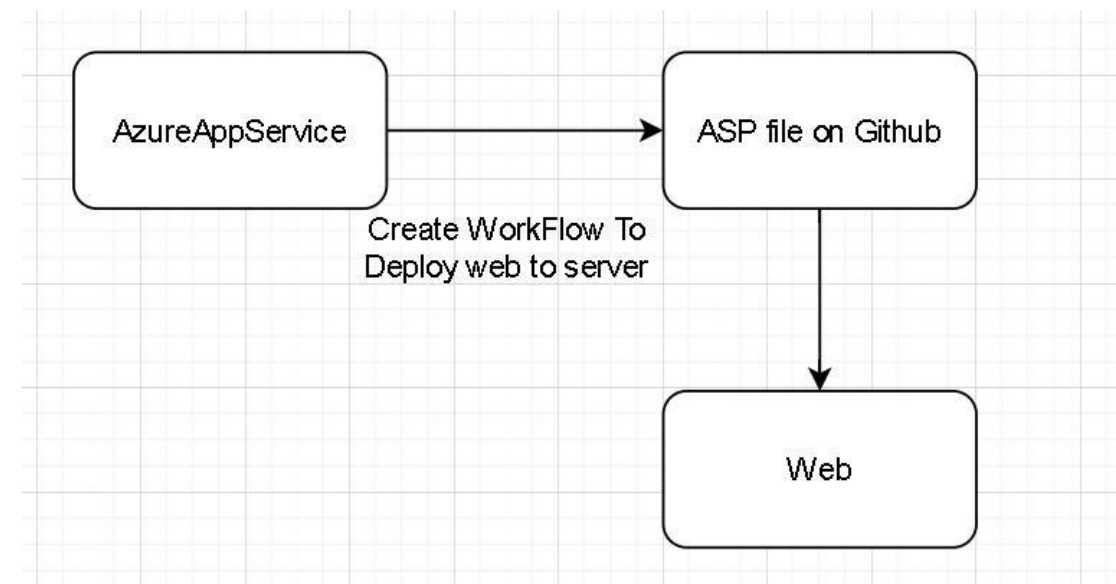 AzureAppService
ASP file on Github
Create WorkFlow To
Deploy web to server
Web